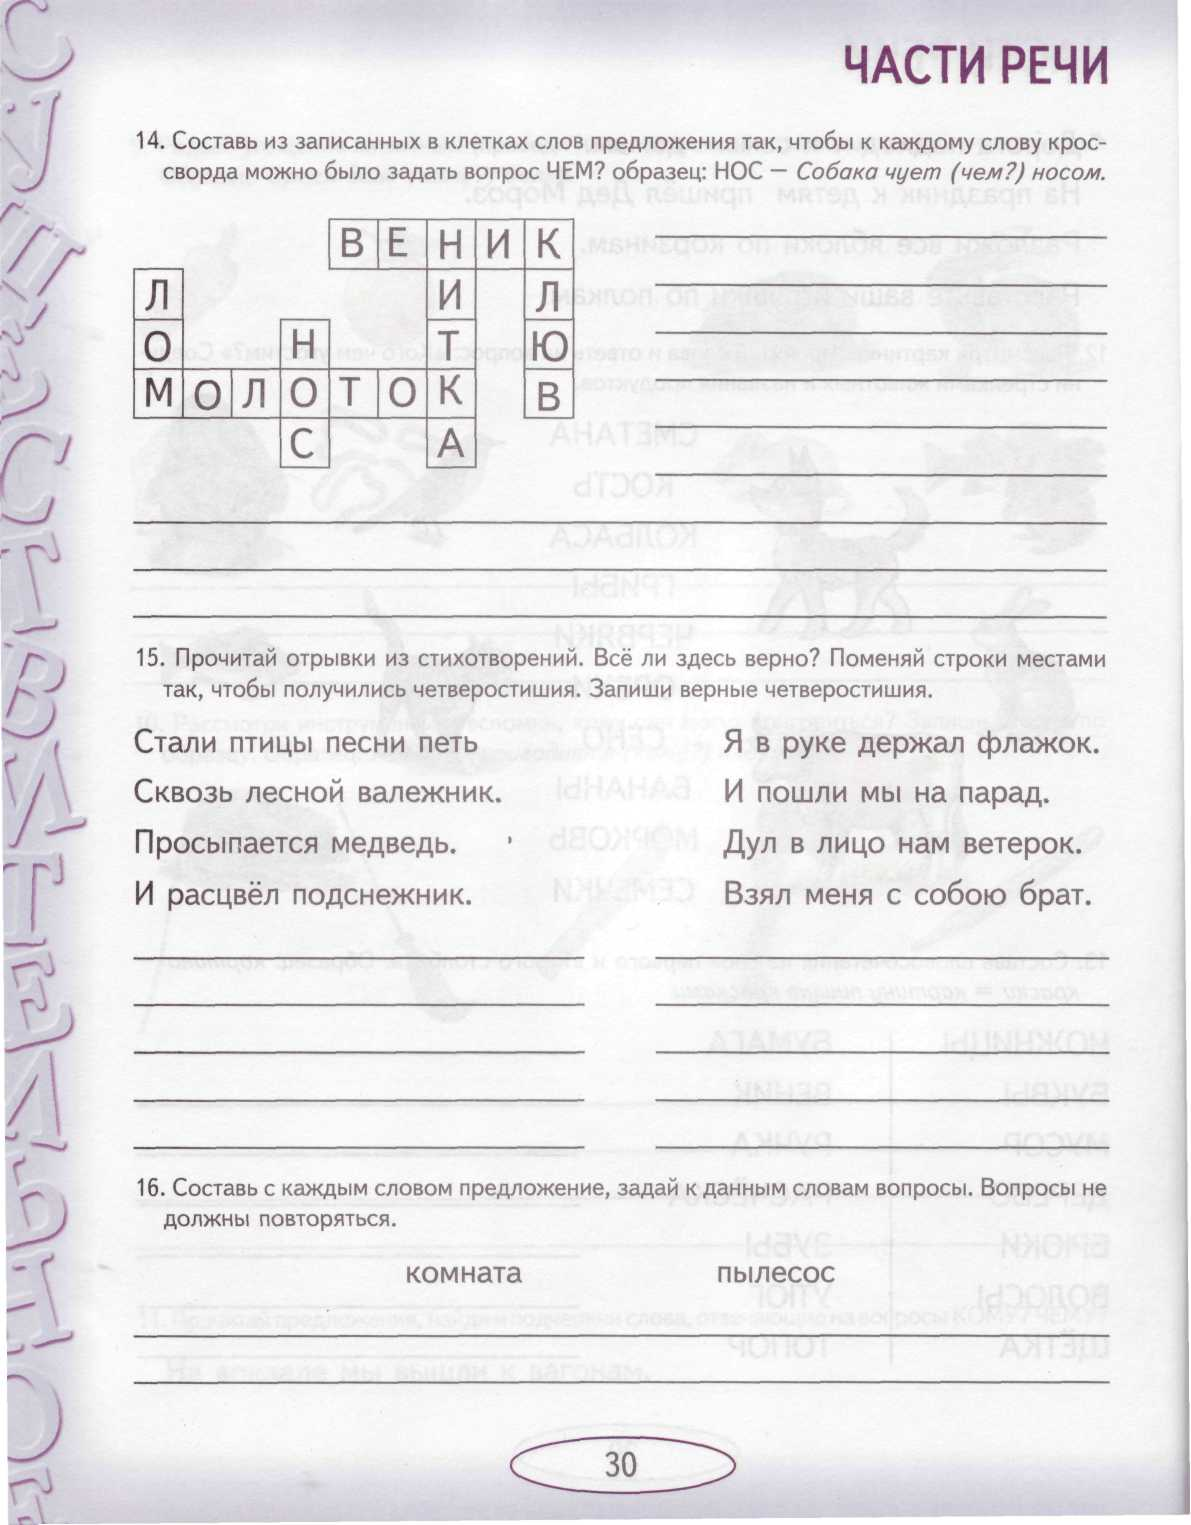 ЧАСТИ РЕЧИ
14. Составь из записанных в клетках слов предложения так, чтобы к каждому слову крос-
сворда можно было задать вопрос ЧЕМ? образец: НОС — Собака чует (чем?) носом.
ВЕНИК
Л И Л
О Н Т Ю
МОЛОТОК В
С А
15. Прочитай отрывки из стихотворений. Всё ли здесь верно? Поменяй строки местами
так, чтобы получились четверостишия. Запиши верные четверостишия.
Стали птицы песни петь
Сквозь лесной валежник.
Просыпается медведь.
И расцвёл подснежник.
Я в руке держал флажок.
И пошли мы на парад.
Дул в лицо нам ветерок.
Взял меня с собою брат.
16. Составь с каждым словом предложение, задай к данным словам вопросы. Вопросы не
должны повторяться.
комната пылесос
30